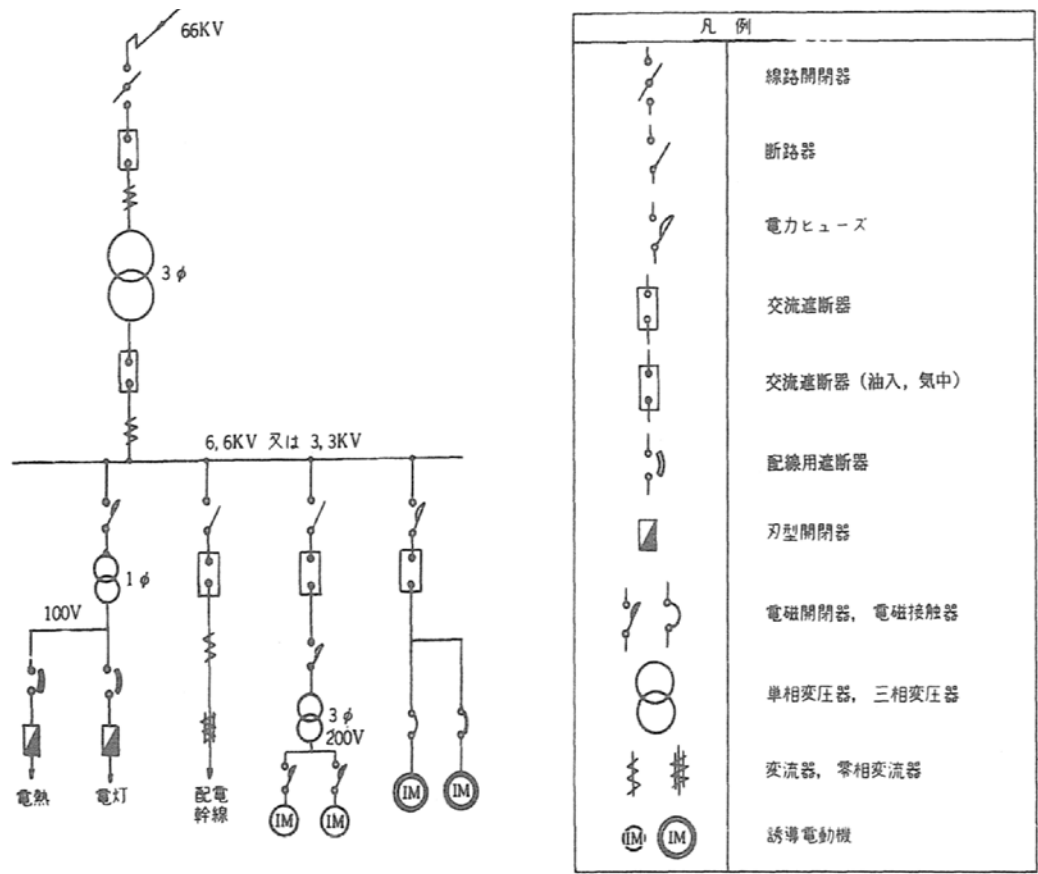 66KV
3φ
6,6KV 又は 3,3KV
1φ
100V
3φ
200V
電熱
電灯
配電
幹線
IM
IM
IM
IM
凡 例
線路開閉器
断路器
電力ヒューズ
交流遮断器
交流遮断器（油入，気中）
配線用遮断器
刃型開閉器
電磁開閉器，電磁接触器
単相変圧器，三相変圧器
変流器，零相変流器
IM
IM
誘導電動機